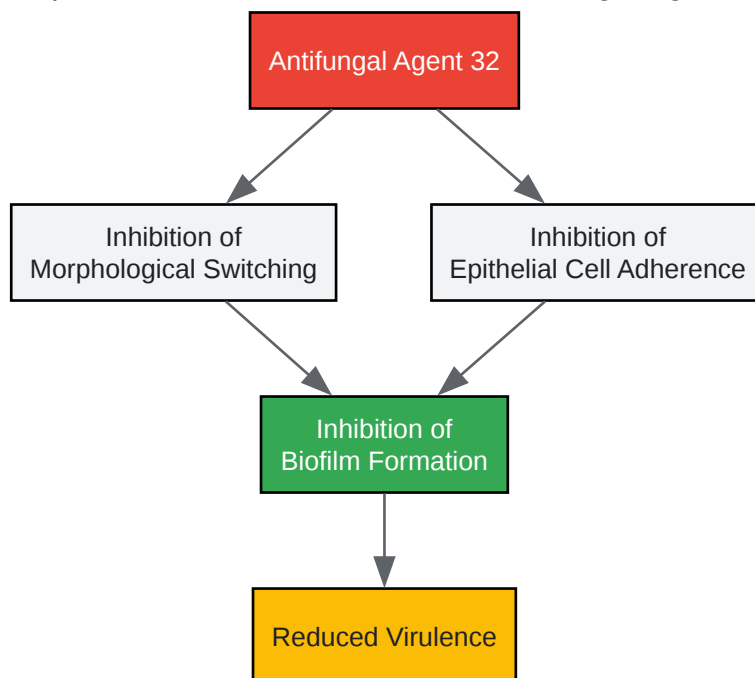 Antifungal Agent 32
Inhibition of
Morphological Switching
Inhibition of
Epithelial Cell Adherence
Inhibition of
Biofilm Formation
Reduced Virulence